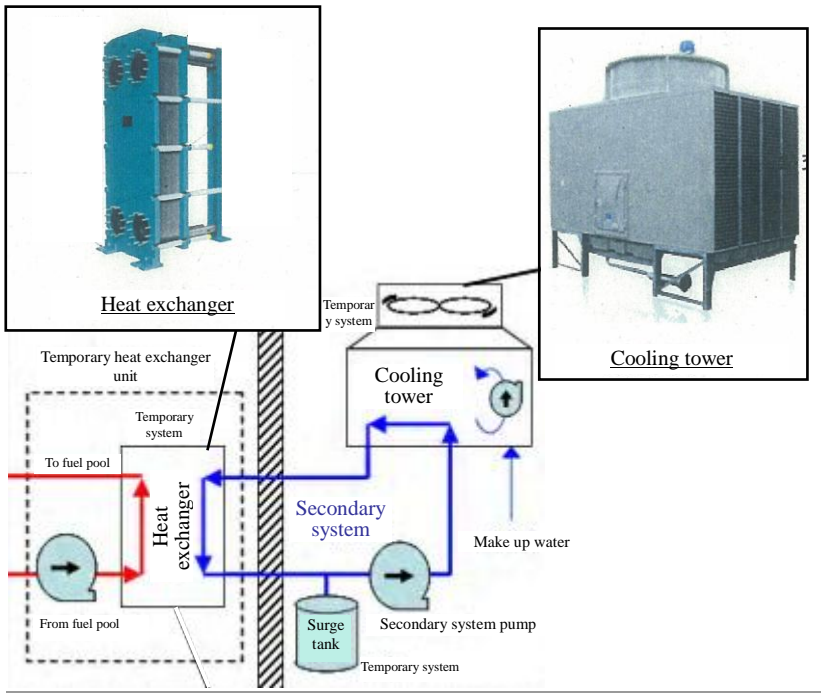 Heat exchanger
Cooling tower
Temporar
y system
Temporary heat exchanger
unit
Cooling
tower
Temporary
system
To fuel pool
Heat
exchanger
Secondary
system
Make up water
From fuel pool
Surge
tank
Secondary system pump
Temporary system